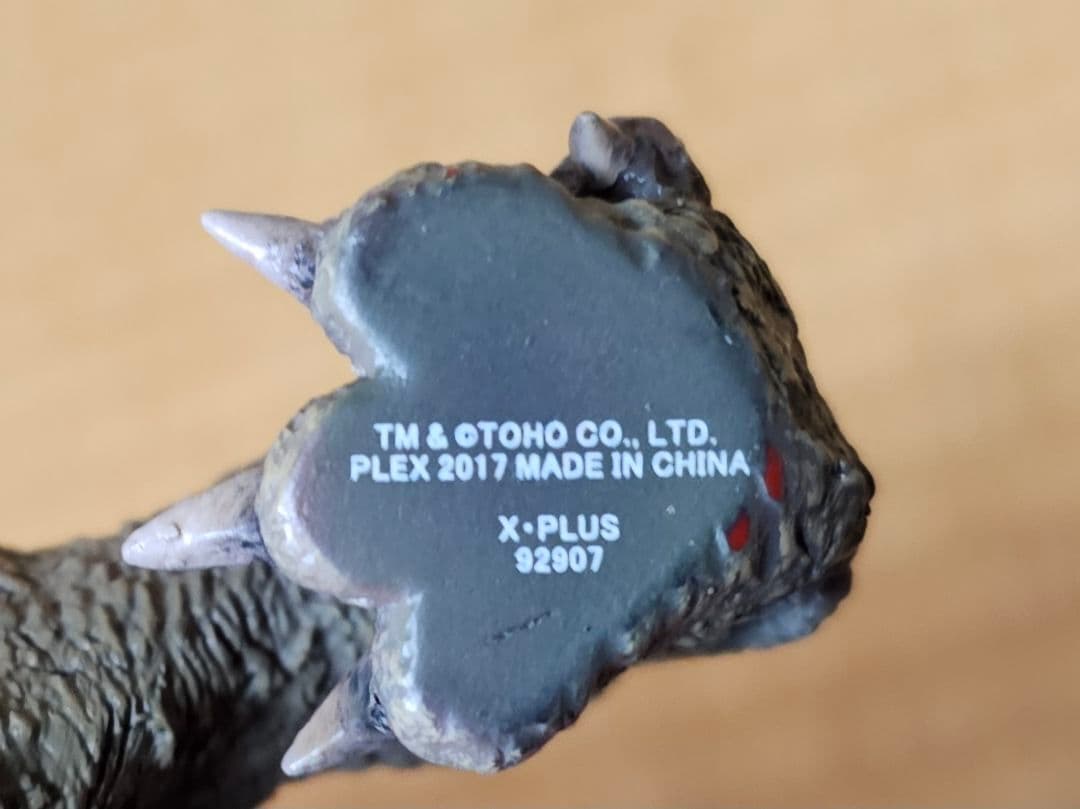 TM & ©TOHO CO., LTD.
PLEX 2017 MADE IN CHINA
X・PLUS
92907